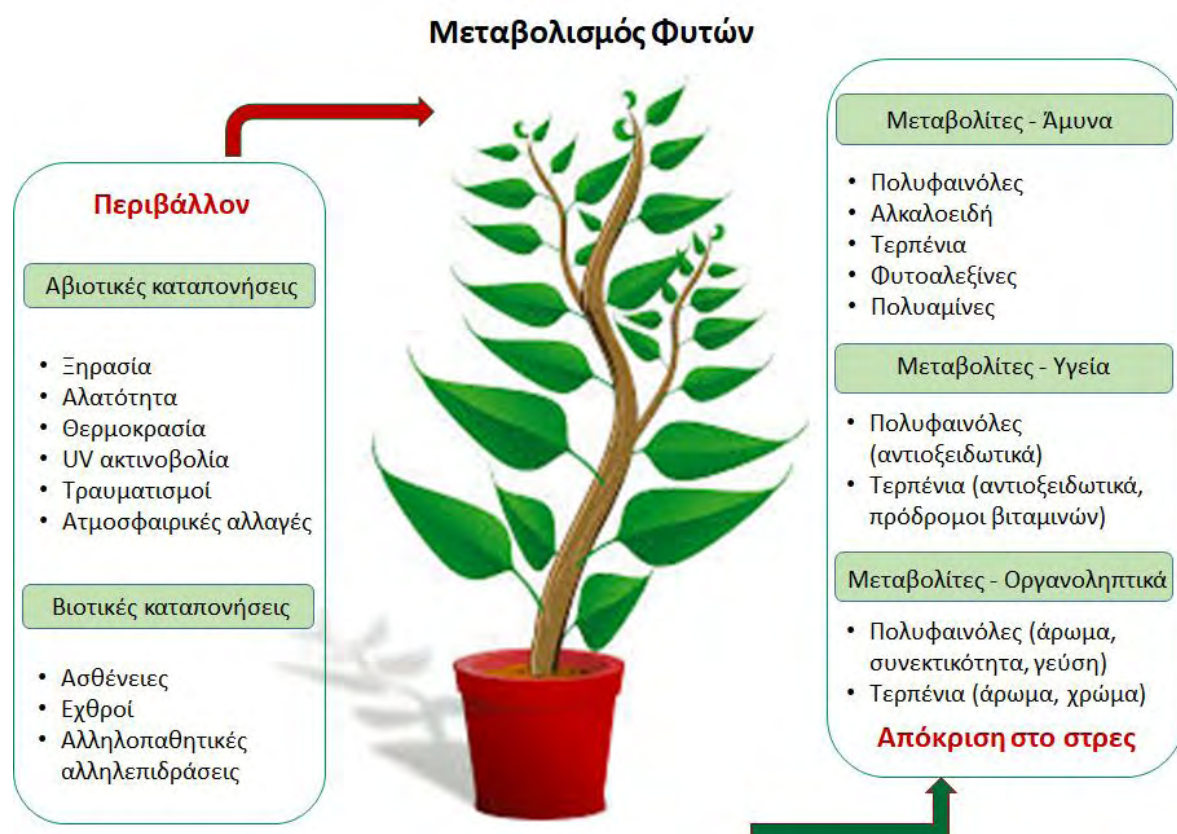 Μεταβολισμός Φυτών
Περιβάλλον
Αβιοτικές καταπονήσεις
• Ξηρασία
• Αλατότητα
• Θερμοκρασία
• UV ακτινοβολία
• Τραυματισμοί
• Ατμοσφαιρικές αλλαγές
Βιοτικές καταπονήσεις
• Ασθένειες
• Εχθροί
• Αλληλοπαθητικές
αλληλεπιδράσεις
Μεταβολίτες - Άμυνα
• Πολυφαινόλες
• Αλκαλοειδή
• Τερπένια
• Φυτοαλεξίνες
• Πολυαμίνες
Μεταβολίτες - Υγεία
• Πολυφαινόλες
(αντιοξειδωτικά)
• Τερπένια (αντιοξειδωτικά,
πρόδρομοι βιταμινών)
Μεταβολίτες - Οργανοληπτικά
• Πολυφαινόλες (άρωμα,
συνεκτικότητα, γεύση)
• Τερπένια (άρωμα, χρώμα)
Απόκριση στο στρες